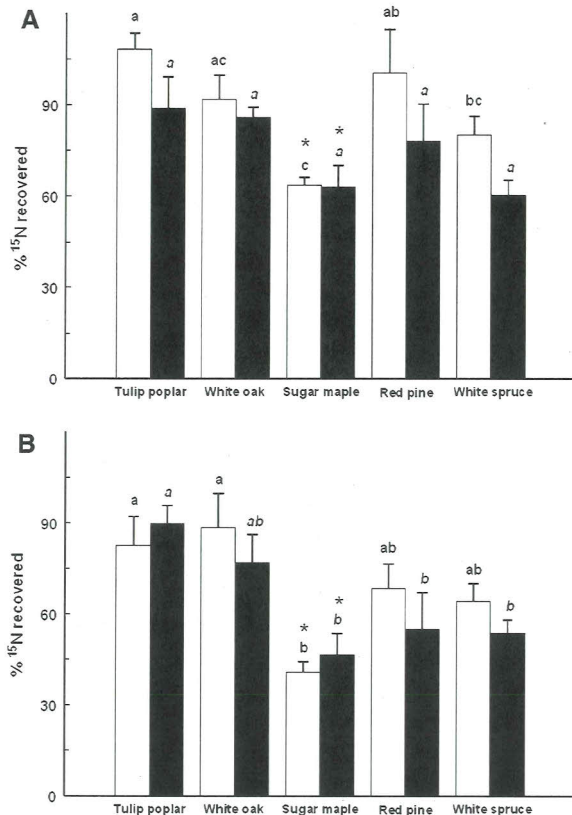 A
a
a
ac
a
*
c
*
a
ab
a
bc
a
% ¹⁵N recovered
90
60
30
0
Tulip poplar White oak Sugar maple Red pine White spruce
B
a
a
a
ab
*
b
*
b
ab
b
ab
b
% ¹⁵N recovered
90
60
30
0
Tulip poplar White oak Sugar maple Red pine White spruce